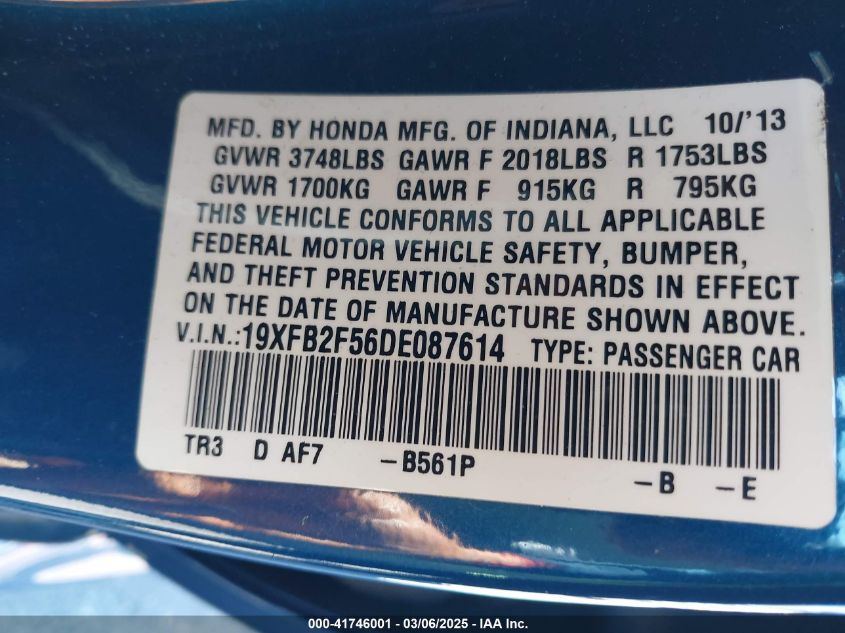 MFD. BY HONDA MFG. OF INDIANA, LLC 10/'13
GVWR 3748LBS GAWR F 2018LBS R 1753LBS
GVWR 1700KG GAWR F 915KG R 795KG
THIS VEHICLE CONFORMS TO ALL APPLICABLE
FEDERAL MOTOR VEHICLE SAFETY, BUMPER,
AND THEFT PREVENTION STANDARDS IN EFFECT
ON THE DATE OF MANUFACTURE SHOWN ABOVE.
V.I.N.:19XFB2F56DE087614 TYPE: PASSENGER CAR
TR3 D AF7 -B561P -B -E
000-41746001 — 03/06/2025 — IAA Inc.